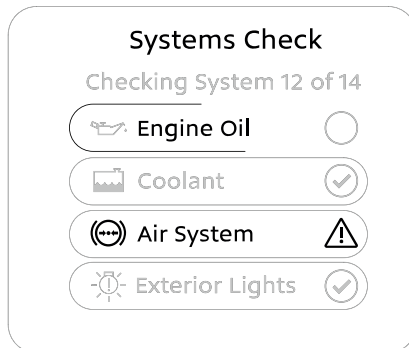 Systems Check
Checking System 12 of 14
Engine Oil
Coolant
Air System
Exterior Lights